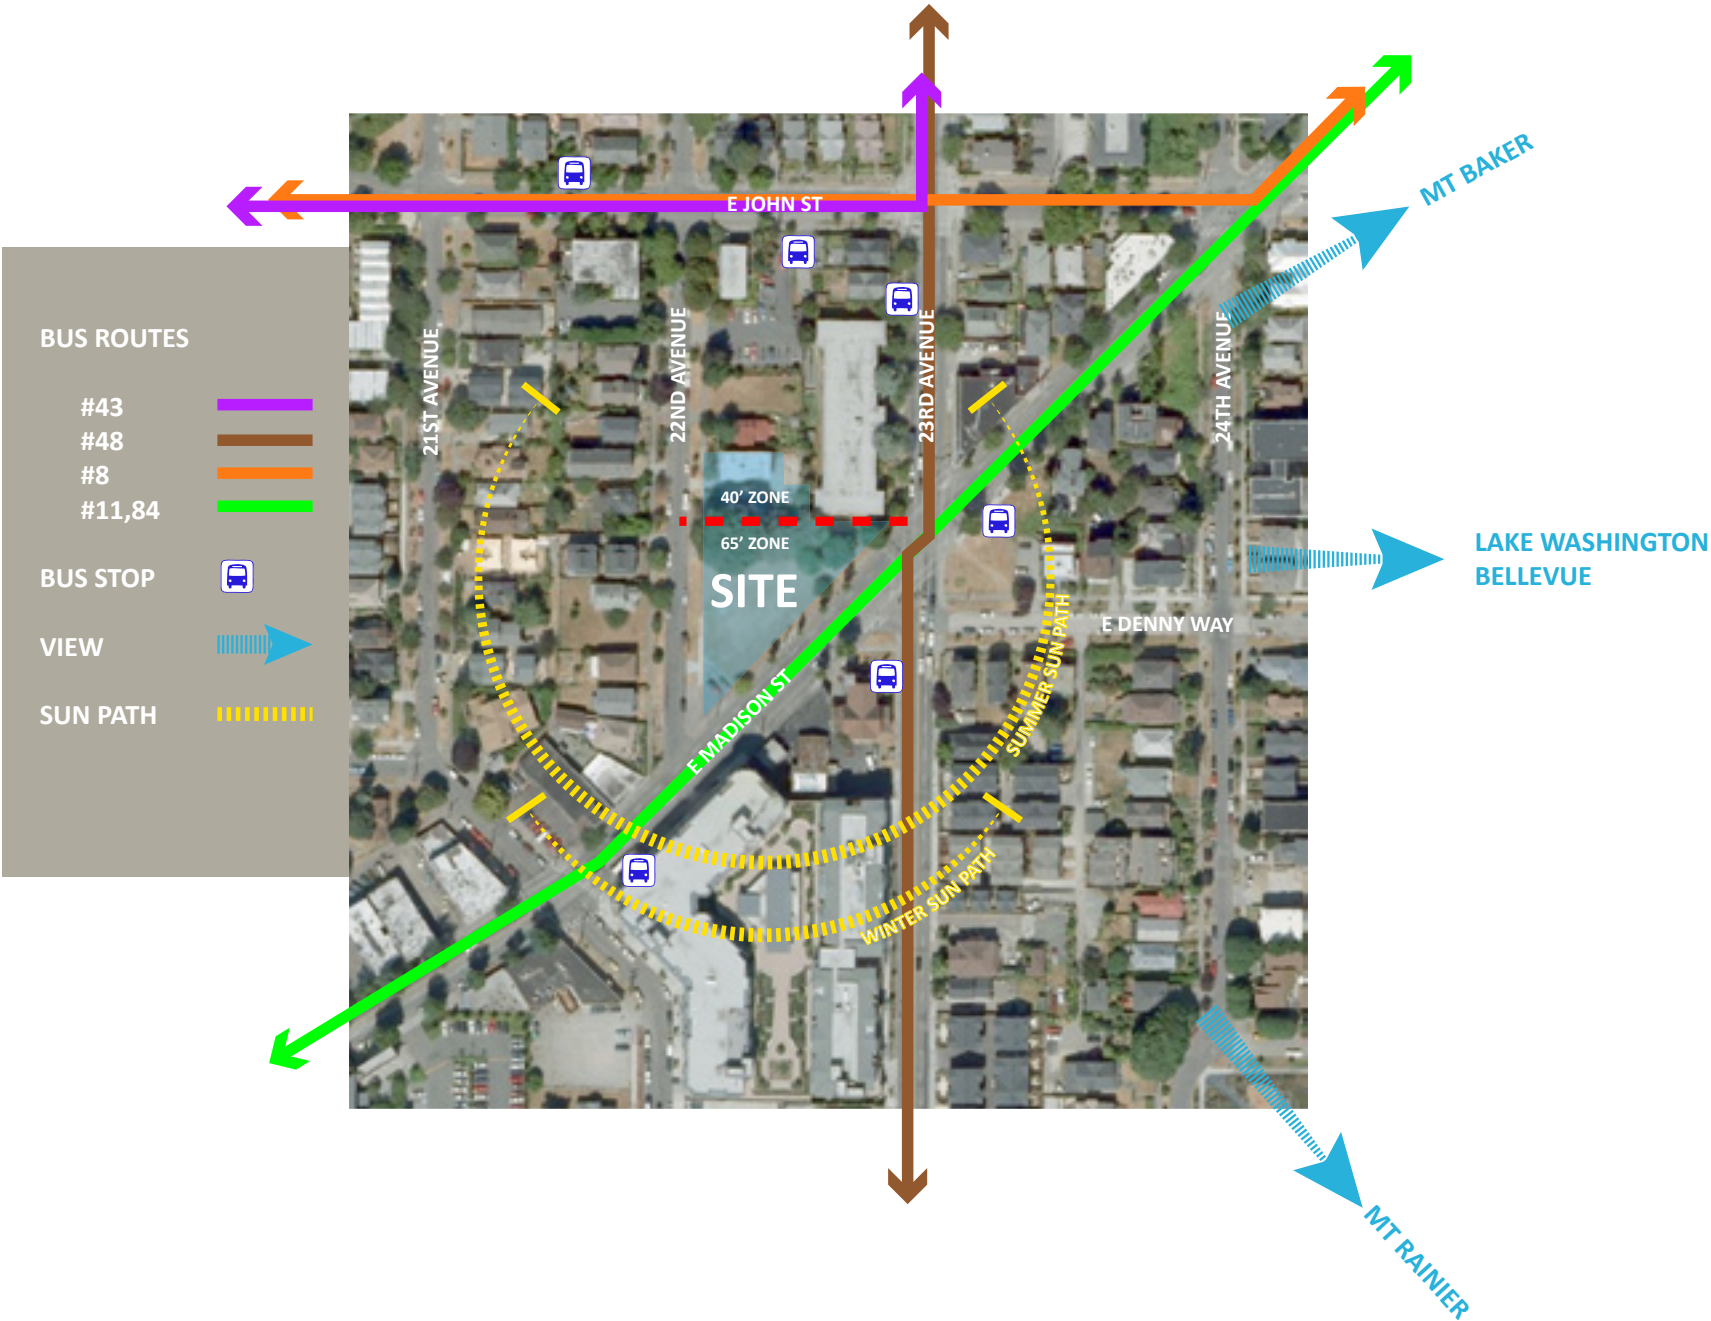 MT BAKER
E JOHN ST
BUS ROUTES
#43
#48
#8
#11,84
BUS STOP
VIEW
SUN PATH
21ST AVENUE
22ND AVENUE
23RD AVENUE
24TH AVENUE
40’ ZONE
65’ ZONE
SITE
LAKE WASHINGTON
BELLEVUE
E DENNY WAY
E MADISON ST
SUMMER SUN PATH
WINTER SUN PATH
MT RAINIER